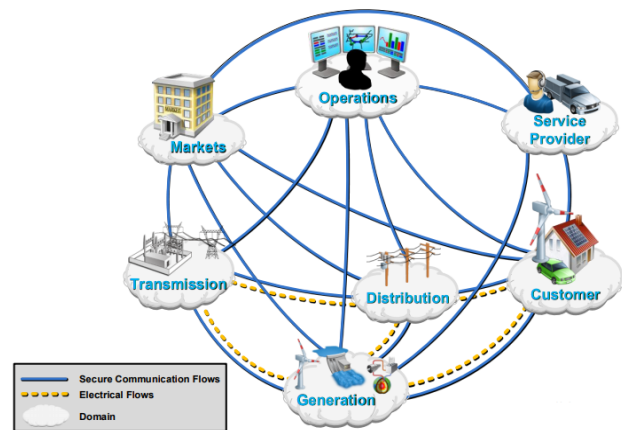 Operations
Markets
Service
Provider
Transmission
Distribution
Customer
Generation
Secure Communication Flows
Electrical Flows
Domain